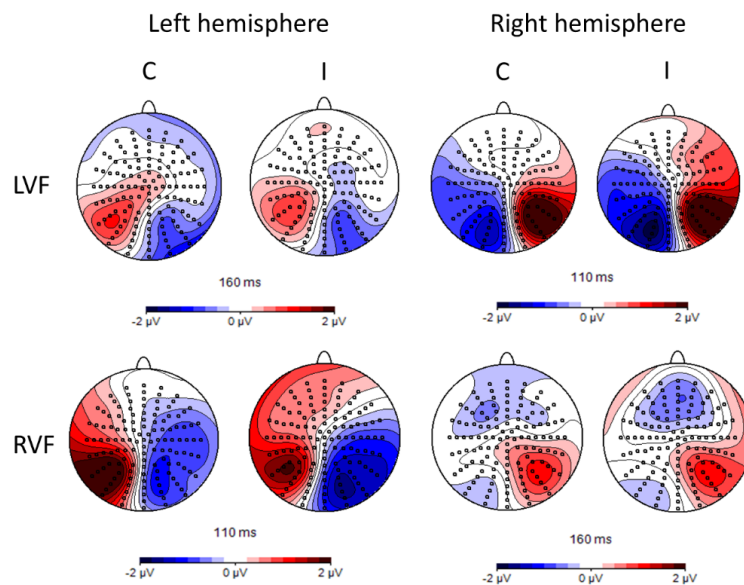 Left hemisphere Right hemisphere
C I C I
LVF
160 ms 110 ms
-2 µV 0 µV 2 µV -2 µV 0 µV 2 µV
RVF
110 ms 160 ms
-2 µV 0 µV 2 µV -2 µV 0 µV 2 µV